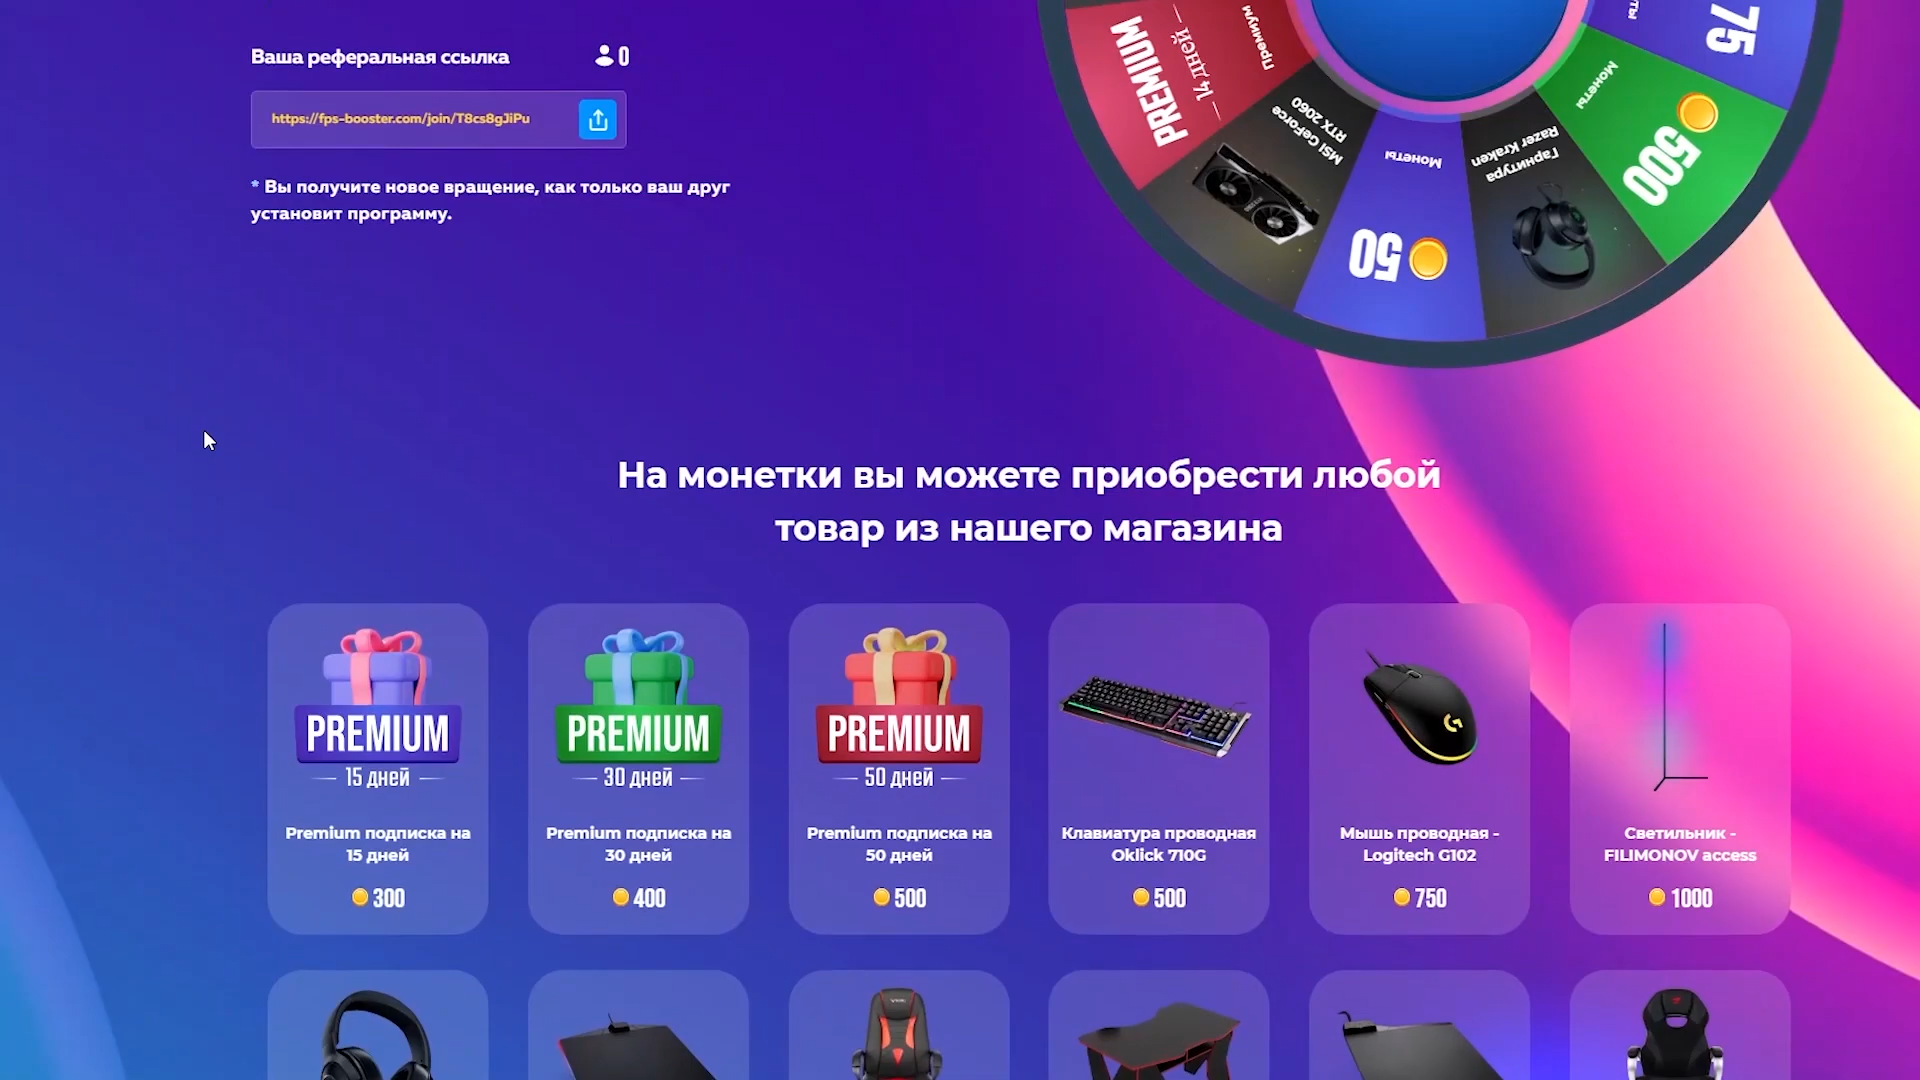 Ваша реферальная ссылка
0
https://fps-booster.com/join/T8cs8gJiPu
* Вы получите новое вращение, как только ваш друг
установит программу.
PREMIUM
14 дней
Премиум
MSI GeForce
RTX 2060
Монеты
50
Гарнитура
Razer Kraken
Монеты
500
75
На монетки вы можете приобрести любой
товар из нашего магазина
PREMIUM
15 дней
Premium подписка на
15 дней
300
PREMIUM
30 дней
Premium подписка на
30 дней
400
PREMIUM
50 дней
Premium подписка на
50 дней
500
Клавиатура проводная
Oklick 710G
500
Мышь проводная -
Logitech G102
750
Светильник -
FILIMONOV access
1000